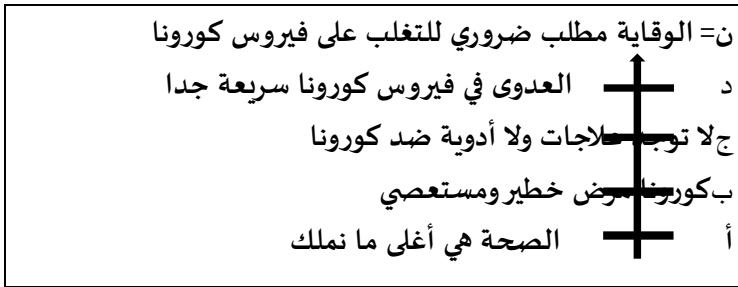 ن= الوقاية مطلب ضروري للتغلب على فيروس كورونا
د العدوى في فيروس كورونا سريعة جدا
ج لا توجد علاجات ولا أدوية ضد كورونا
ب كورونا مرض خطير ومستعصي
أ الصحة هي أغلى ما نملك